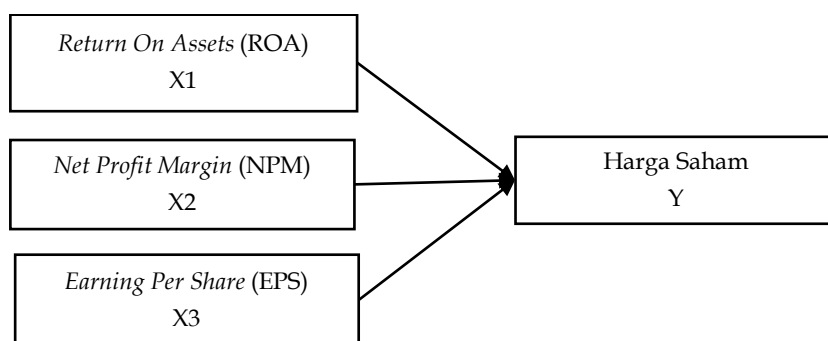 Return On Assets (ROA)
X1
Net Profit Margin (NPM)
X2
Earning Per Share (EPS)
X3
Harga Saham
Y